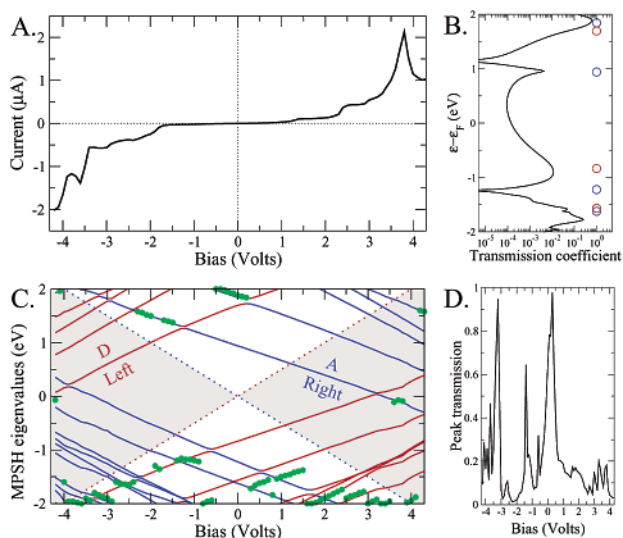 A.
2
1
0
-1
-2
Current (μA)
-4 -3 -2 -1 0 1 2 3 4
Bias (Volts)
B.
2
1
0
-1
-2
ε−εF (eV)
10-5 10-4 10-3 10-2 10-1 100
Transmission coefficient
C.
2
1
0
-1
-2
MPSH eigenvalues (eV)
D
Left
A
Right
-4 -3 -2 -1 0 1 2 3 4
Bias (Volts)
D.
1
0.8
0.6
0.4
0.2
0
Peak transmission
-4 -3 -2 -1 0 1 2 3 4
Bias (Volts)